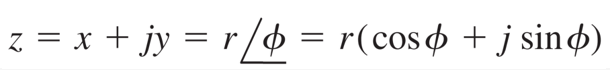 z = x + jy = r∠ϕ = r(cosϕ + j sinϕ)